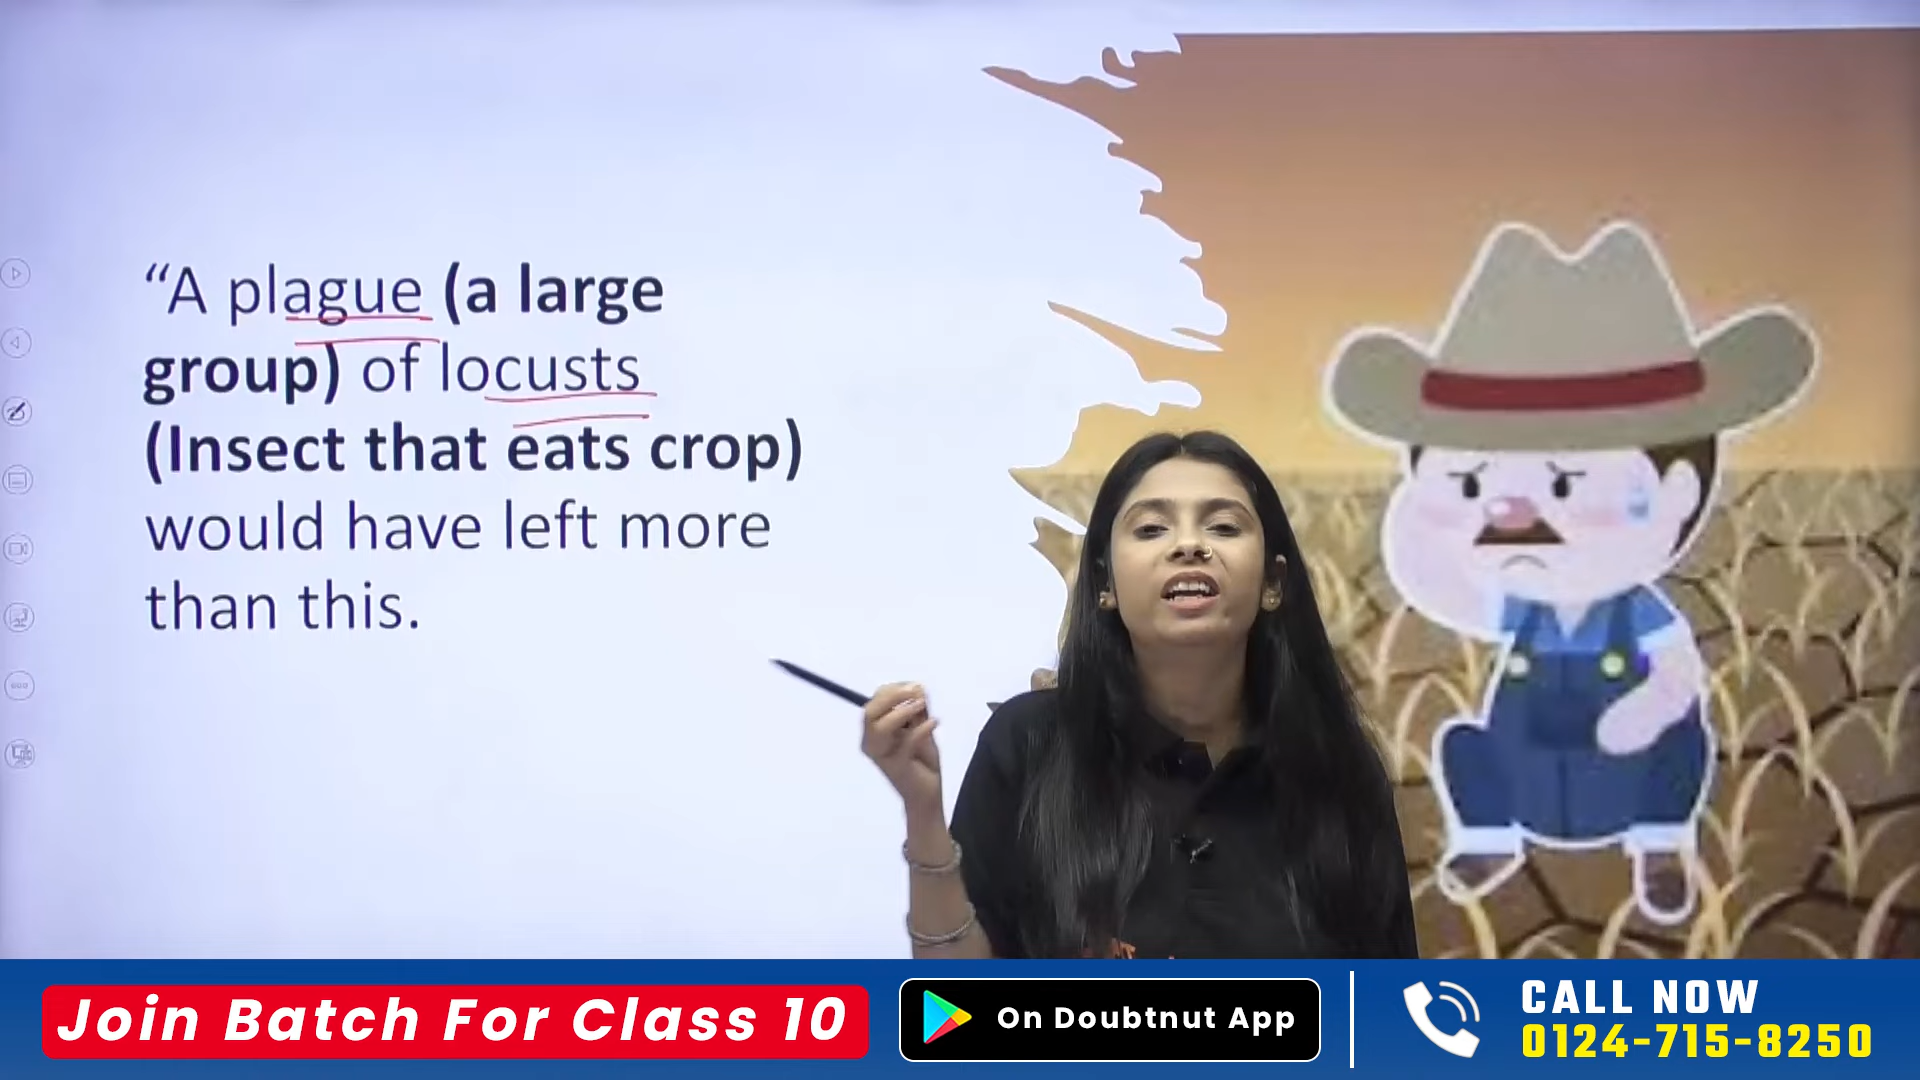 “A plague (a large
group) of locusts
(Insect that eats crop)
would have left more
than this.
Join Batch For Class 10
On Doubtnut App
CALL NOW
0124-715-8250